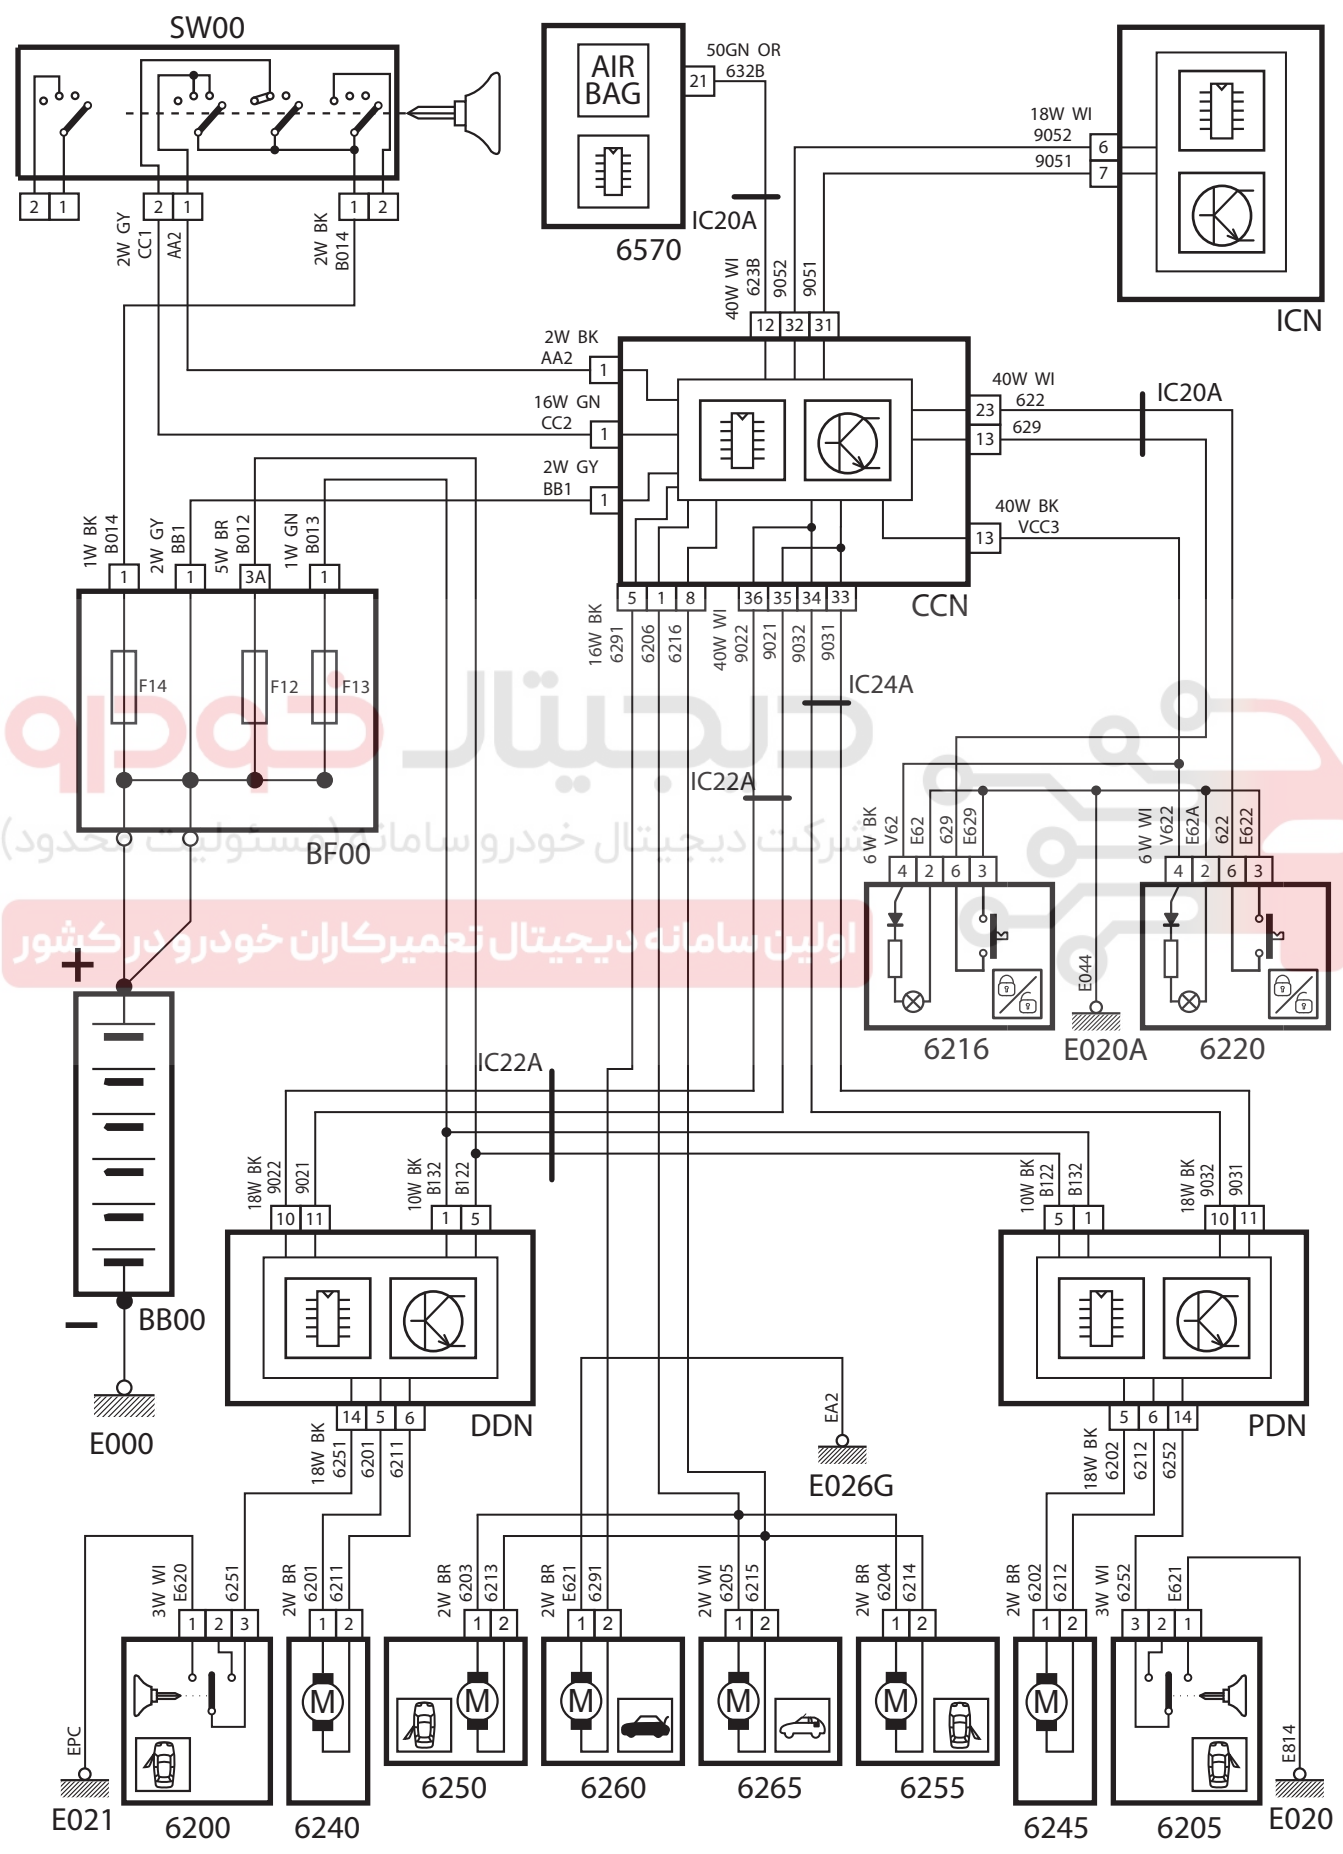 SW00
2 1
2 1
1 2
2W GY
CC1
AA2
2W BK
B014
AIR
BAG
21
6570
50GN OR
632B
IC20A
18W WI
9052
9051
6
7
ICN
40W WI
623B
9052
9051
12 32 31
2W BK
AA2
1
16W GN
CC2
1
2W GY
BB1
1
40W WI
622
23
629
13
IC20A
40W BK
VCC3
13
CCN
5 1 8
36 35 34 33
16W BK
6291
6206
6216
40W WI
9022
9021
9032
9031
IC24A
IC22A
1W BK
B014
2W GY
BB1
5W BR
B012
1W GN
B013
1 1 3A 1
F14
F12
F13
BF00
دیجیتال خودرو
شرکت دیجیتال خودرو سامانه (مسئولیت محدود)
اولین سامانه دیجیتال تعمیرکاران خودرو در کشور
+
6 W BK
V62
E62
629
E629
4 2 6 3
6216
E044
E020A
6 W WI
V622
E62A
622
E622
4 2 6 3
6220
BB00
−
E000
IC22A
18W BK
9022
9021
10 11
10W BK
B132
B122
1 5
DDN
14 5 6
18W BK
6251
6201
6211
10W BK
B122
B132
5 1
18W BK
9032
9031
10 11
PDN
5 6 14
18W BK
6202
6212
6252
EA2
E026G
EPC
E021
3W WI
E620
6251
1 2 3
6200
2W BR
6201
6211
1 2
M
6240
2W BR
6203
6213
1 2
M
6250
2W BR
E621
6291
1 2
M
6260
2W WI
6205
6215
1 2
M
6265
2W BR
6204
6214
1 2
M
6255
2W BR
6202
6212
1 2
M
6245
3W WI
6252
E621
3 2 1
6205
E814
E020